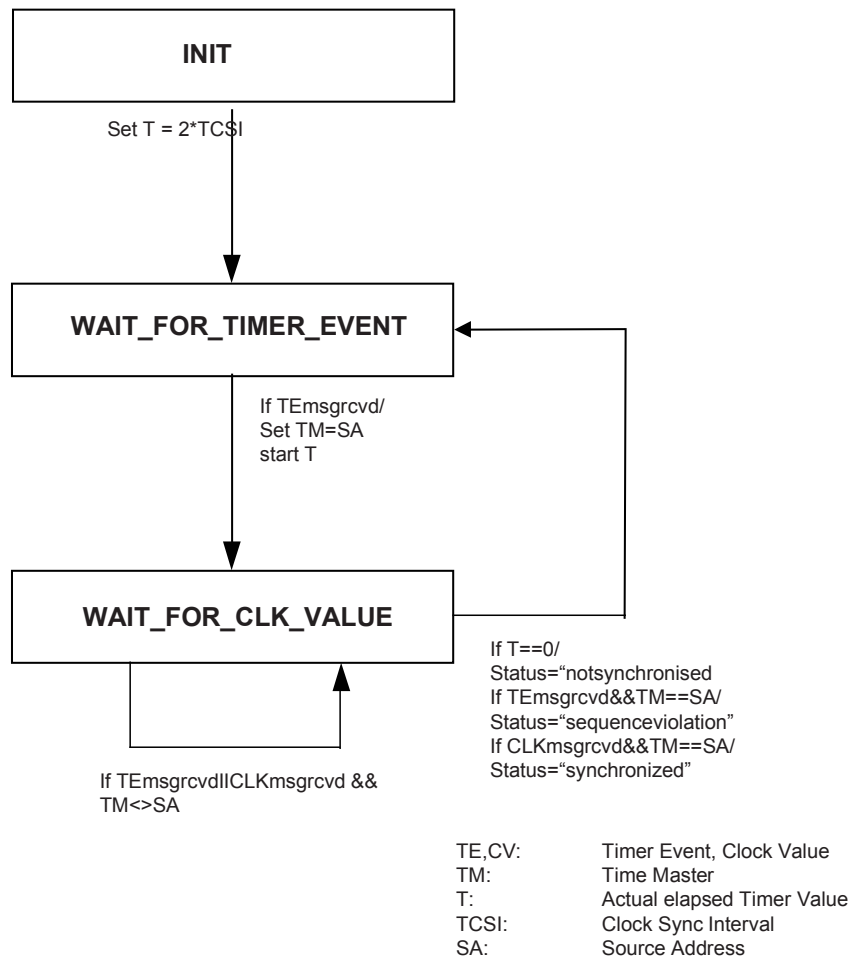 INIT
Set T = 2*TCSI
WAIT_FOR_TIMER_EVENT
If TEmsgrcvd/
Set TM=SA
start T
WAIT_FOR_CLK_VALUE
If T==0/
Status=“notsynchronised
If TEmsgrcvd&&TM==SA/
Status=“sequenceviolation”
If CLKmsgrcvd&&TM==SA/
Status=“synchronized”
If TEmsgrcvdIICLKmsgrcvd &&
TM<>SA
TE,CV: Timer Event, Clock Value
TM: Time Master
T: Actual elapsed Timer Value
TCSI: Clock Sync Interval
SA: Source Address